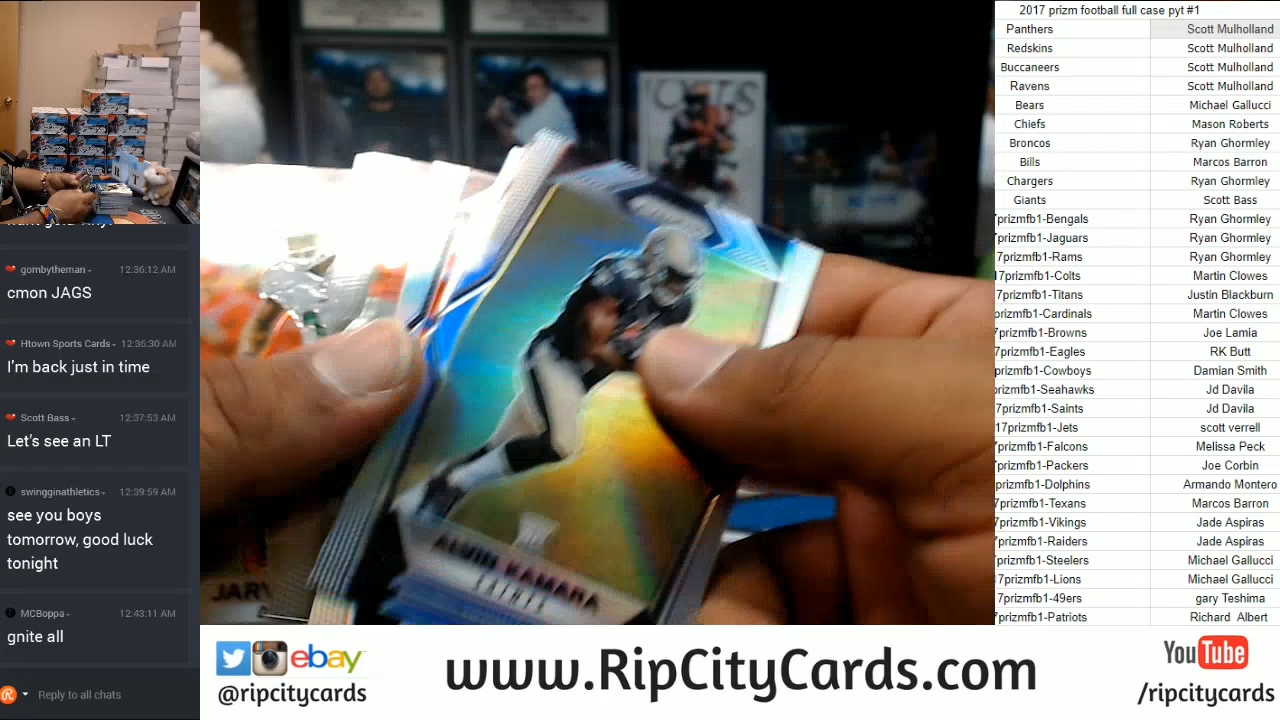 2017 prizm football full case pyt #1
Panthers Scott Mulholland
Redskins Scott Mulholland
Buccaneers Scott Mulholland
Ravens Scott Mulholland
Bears Michael Gallucci
Chiefs Mason Roberts
Broncos Ryan Ghormley
Bills Marcos Barron
Chargers Ryan Ghormley
Giants Scott Bass
7prizmfb1-Bengals Ryan Ghormley
7prizmfb1-Jaguars Ryan Ghormley
7prizmfb1-Rams Ryan Ghormley
17prizmfb1-Colts Martin Clowes
7prizmfb1-Titans Justin Blackburn
prizmfb1-Cardinals Martin Clowes
7prizmfb1-Browns Joe Lamia
7prizmfb1-Eagles RK Butt
prizmfb1-Cowboys Damian Smith
prizmfb1-Seahawks Jd Davila
7prizmfb1-Saints Jd Davila
17prizmfb1-Jets scott verrell
7prizmfb1-Falcons Melissa Peck
7prizmfb1-Packers Joe Corbin
7prizmfb1-Dolphins Armando Montero
7prizmfb1-Texans Marcos Barron
7prizmfb1-Vikings Jade Aspiras
7prizmfb1-Raiders Jade Aspiras
7prizmfb1-Steelers Michael Gallucci
17prizmfb1-Lions Michael Gallucci
7prizmfb1-49ers gary Teshima
7prizmfb1-Patriots Richard Albert
gombytheman 12:36:12 AM
cmon JAGS
Htown Sports Cards 12:36:30 AM
I'm back just in time
Scott Bass 12:37:53 AM
Let's see an LT
swingginathletics 12:39:59 AM
see you boys
tomorrow, good luck
tonight
MCBoppa 12:43:11 AM
gnite all
Reply to all chats
ALVIN KAMARA
SAINTS
JARV
ebay
@ripcitycards
www.RipCityCards.com
YouTube
/ripcitycards